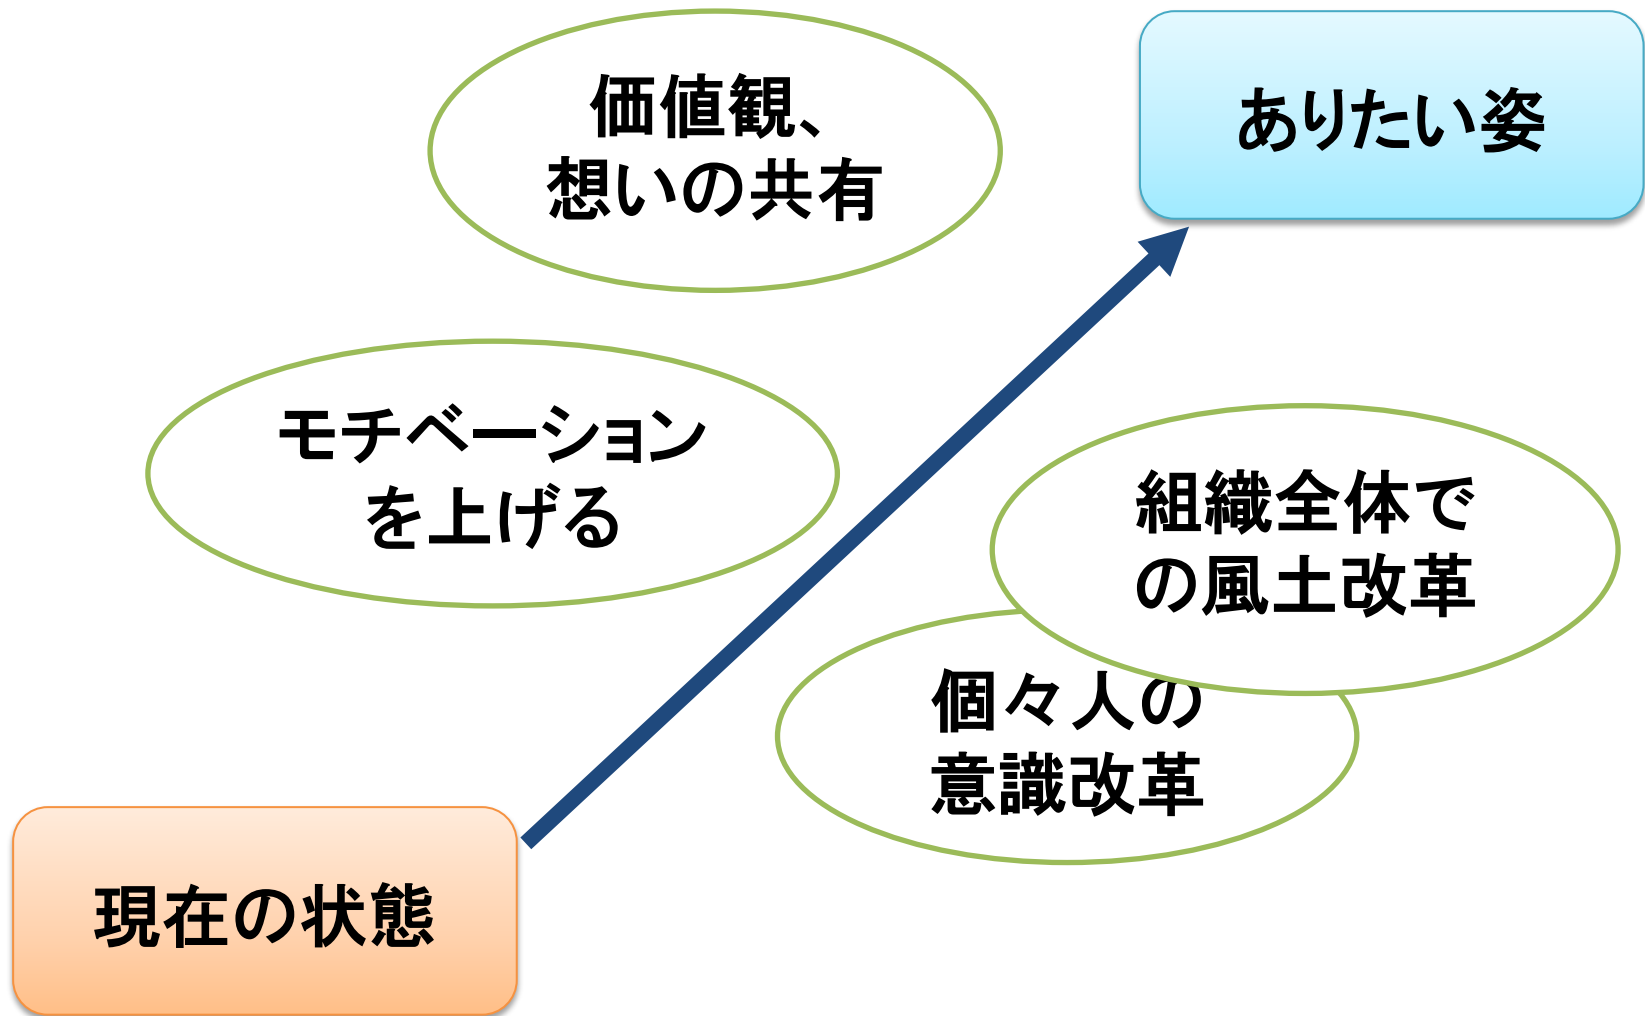 価値観、
想いの共有
ありたい姿
モチベーション
を上げる
組織全体で
の風土改革
個々人の
意識改革
現在の状態